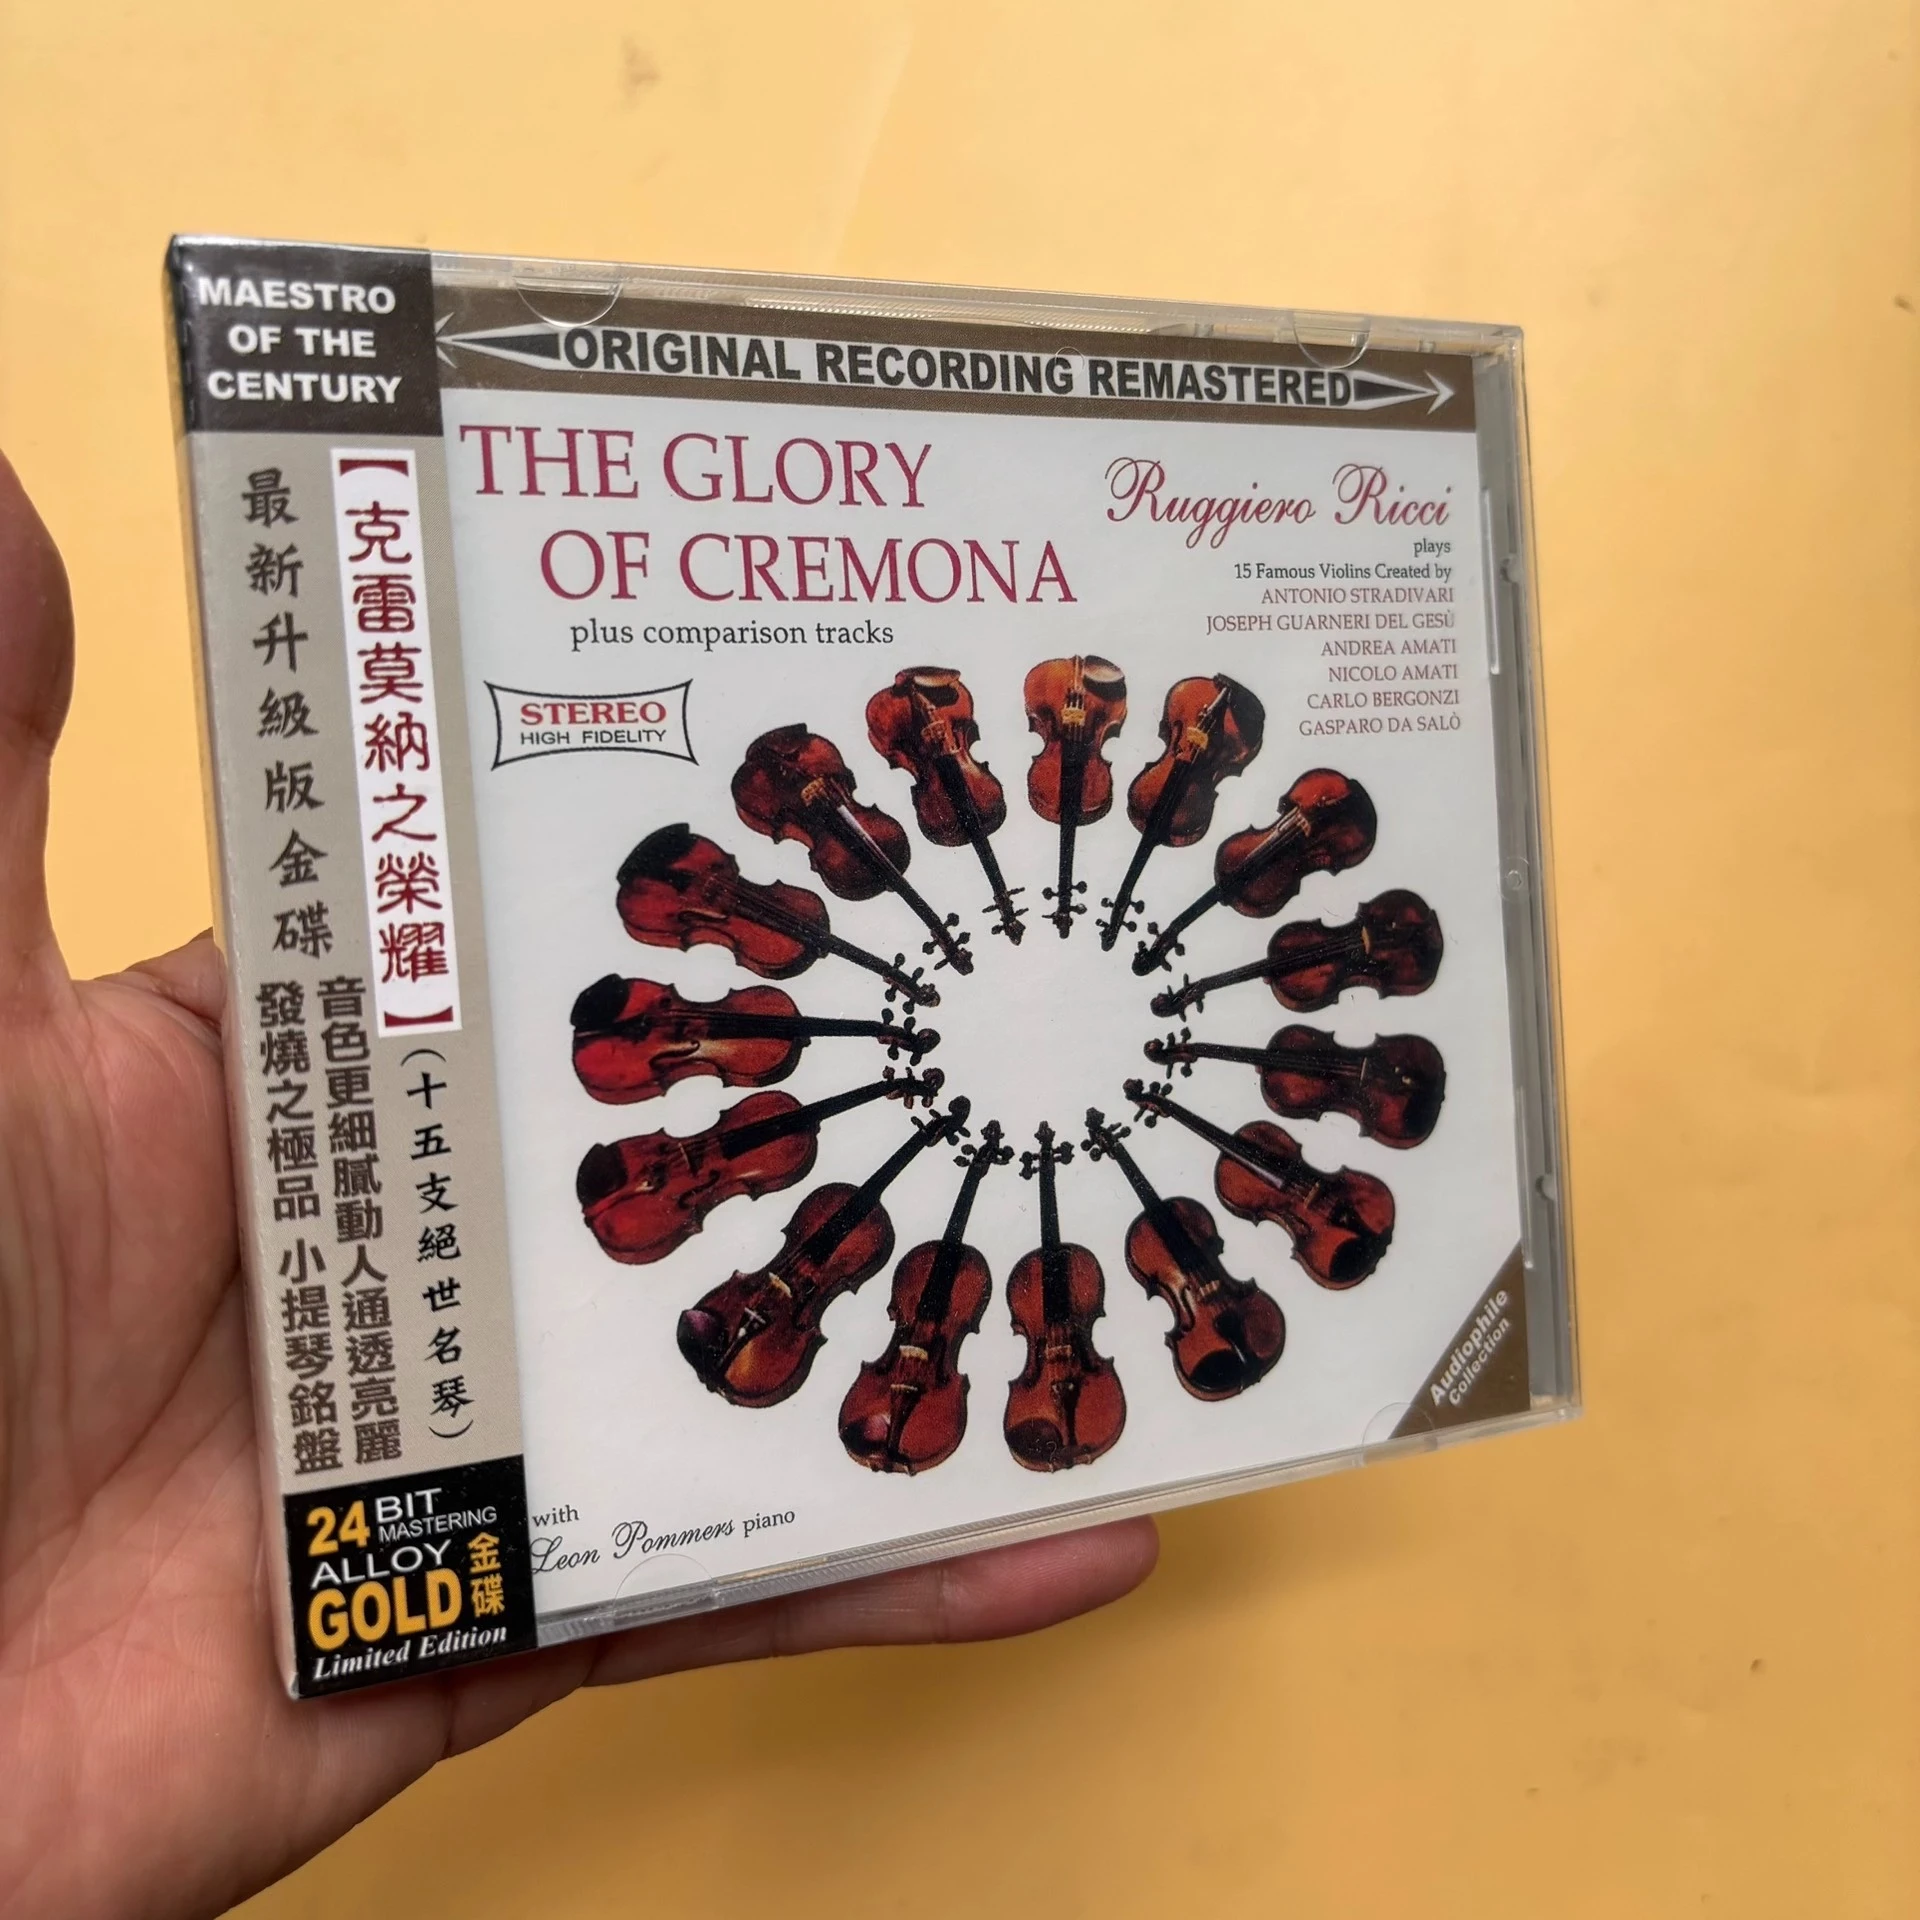 MAESTRO
OF THE
CENTURY
【克雷莫納之榮耀】
(十五支絕世名琴)
最新升級版金碟
音色更細膩動人通透亮麗
發燒之極品 小提琴銘盤
24 BIT
MASTERING
ALLOY
GOLD 金碟
Limited Edition
ORIGINAL RECORDING REMASTERED
THE GLORY
OF CREMONA
plus comparison tracks
STEREO
HIGH FIDELITY
Ruggiero Ricci
plays
15 Famous Violins Created by
ANTONIO STRADIVARI
JOSEPH GUARNERI DEL GESÙ
ANDREA AMATI
NICOLO AMATI
CARLO BERGONZI
GASPARO DA SALÒ
with
Leon Pommers piano
Audiophile
Collection